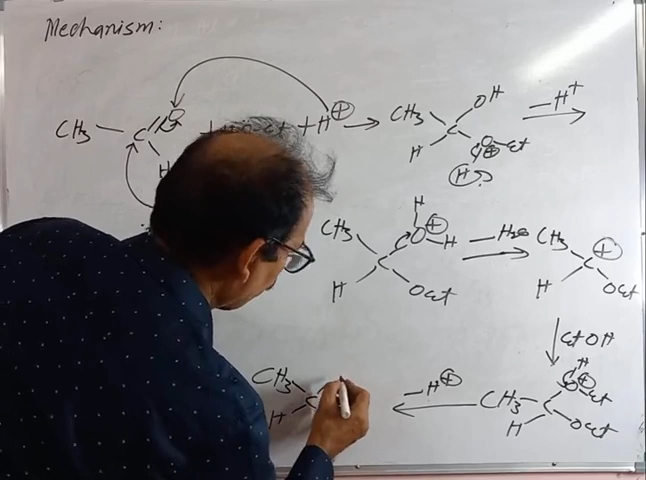 Mechanism:
CH3 — C + H⊕ → CH3 C OH H O⊕ Et H —H+ →
CH3 C H O⊕ H H OEt —H2O → CH3 C⊕ H OEt
↓ EtOH
CH3 C H ← —H⊕ CH3 — C H H O⊕ Et OEt